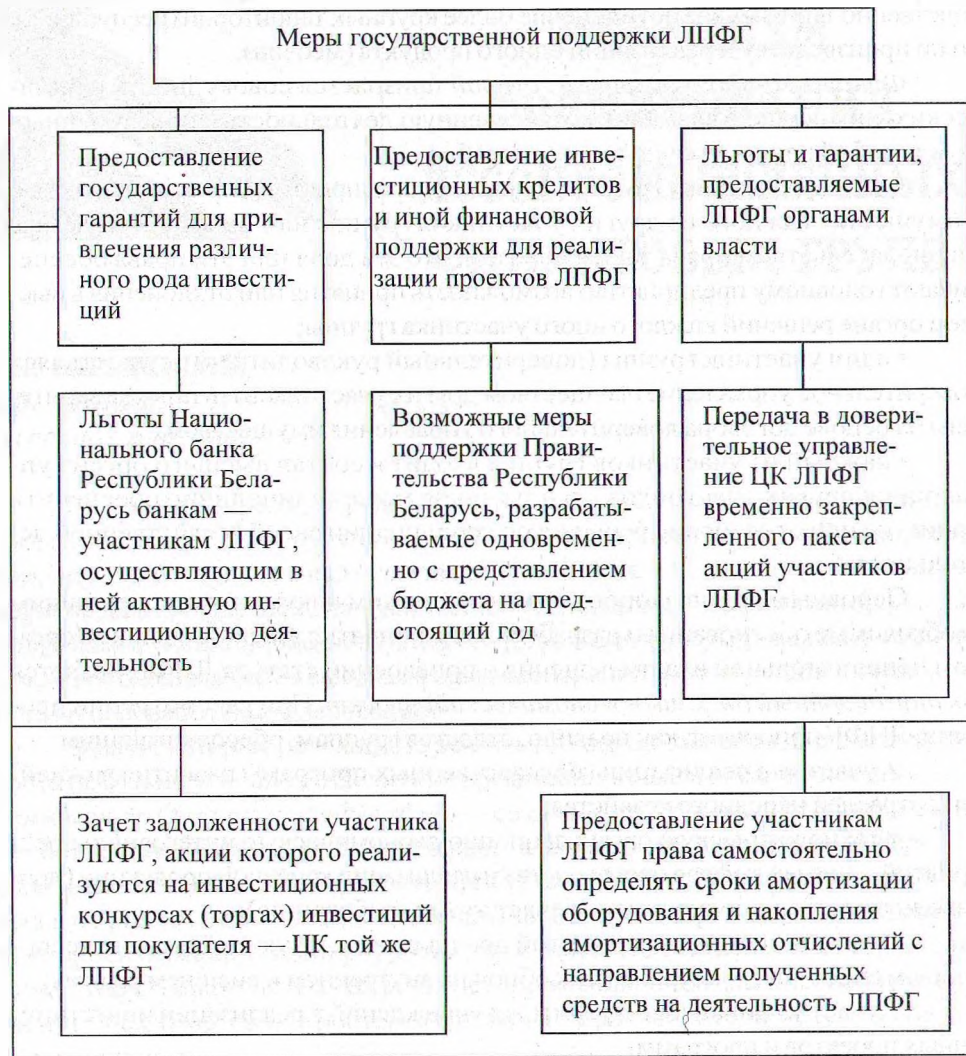 Меры государственной поддержки ЛПФГ
Предоставление
государственных
гарантий для при-
влечения различ-
ного рода инвести-
ций
Предоставление инве-
стиционных кредитов
и иной финансовой
поддержки для реали-
зации проектов ЛПФГ
Льготы и гарантии,
предоставляемые
ЛПФГ органами
власти
Льготы Нацио-
нального банка
Республики Бела-
русь банкам –
участникам ЛПФГ,
осуществляющим в
ней активную ин-
вестиционную дея-
тельность
Возможные меры
поддержки Прави-
тельства Республики
Беларусь, разрабаты-
ваемые одновремен-
но с представлением
бюджета на пред-
стоящий год
Передача в довери-
тельное управле-
ние ЦК ЛПФГ
временно закреп-
ленного пакета
акций участников
ЛПФГ
Зачет задолженности участника
ЛПФГ, акции которого реали-
зуются на инвестиционных
конкурсах (торгах) инвестиций
для покупателя — ЦК той же
ЛПФГ
Предоставление участникам
ЛПФГ права самостоятельно
определять сроки амортизации
оборудования и накопления
амортизационных отчислений с
направлением полученных
средств на деятельность ЛПФГ